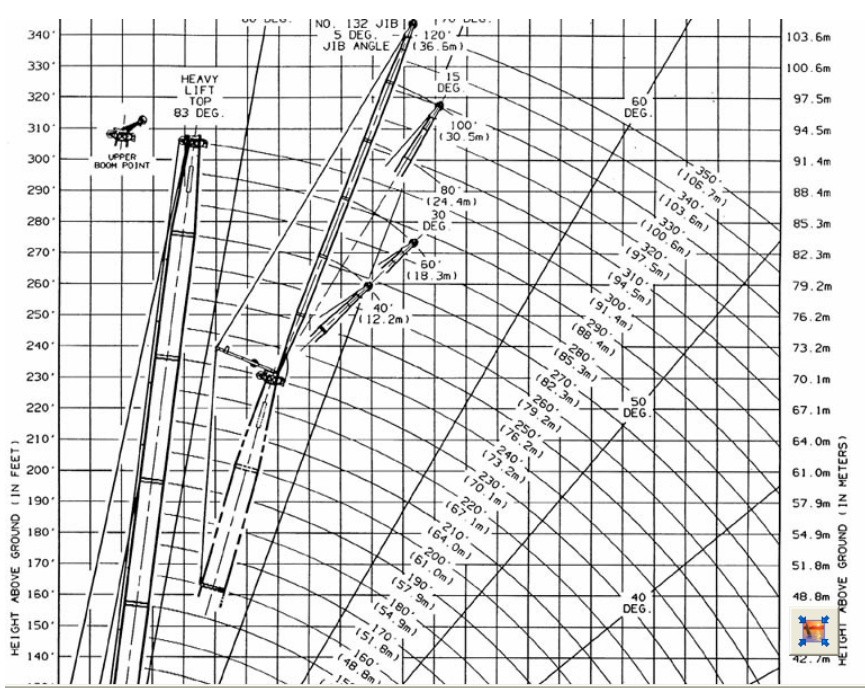 60 DEG.
NO. 132 JIB
5 DEG.
JIB ANGLE
70 DEG.
120'
(36.6m)
HEAVY
LIFT
TOP
83 DEG.
UPPER
BOOM POINT
15
DEG.
100'
(30.5m)
80'
(24.4m)
30
DEG.
60'
(18.3m)
40'
(12.2m)
60
DEG.
50
DEG.
40
DEG.
350'
(106.7m)
340'
(103.6m)
330'
(100.6m)
320'
(97.5m)
310'
(94.5m)
300'
(91.4m)
290'
(88.4m)
280'
(85.3m)
270'
(82.3m)
260'
(79.2m)
250'
(76.2m)
240'
(73.2m)
230'
(70.1m)
220'
(67.1m)
210'
(64.0m)
200'
(61.0m)
190'
(57.9m)
180'
(54.9m)
170'
(51.8m)
160'
(48.8m)
HEIGHT ABOVE GROUND (IN FEET)
340'
330'
320'
310'
300'
290'
280'
270'
260'
250'
240'
230'
220'
210'
200'
190'
180'
170'
160'
150'
140'
103.6m
100.6m
97.5m
94.5m
91.4m
88.4m
85.3m
82.3m
79.2m
76.2m
73.2m
70.1m
67.1m
64.0m
61.0m
57.9m
54.9m
51.8m
48.8m
42.7m
HEIGHT ABOVE GROUND (IN METERS)